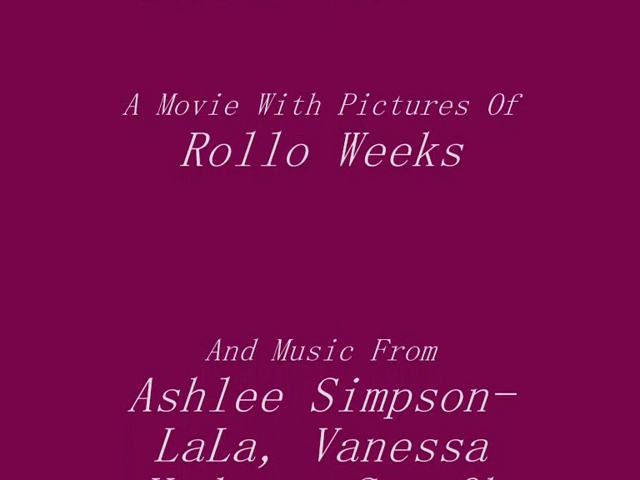 A Movie With Pictures Of
Rollo Weeks
And Music From
Ashlee Simpson-
LaLa, Vanessa